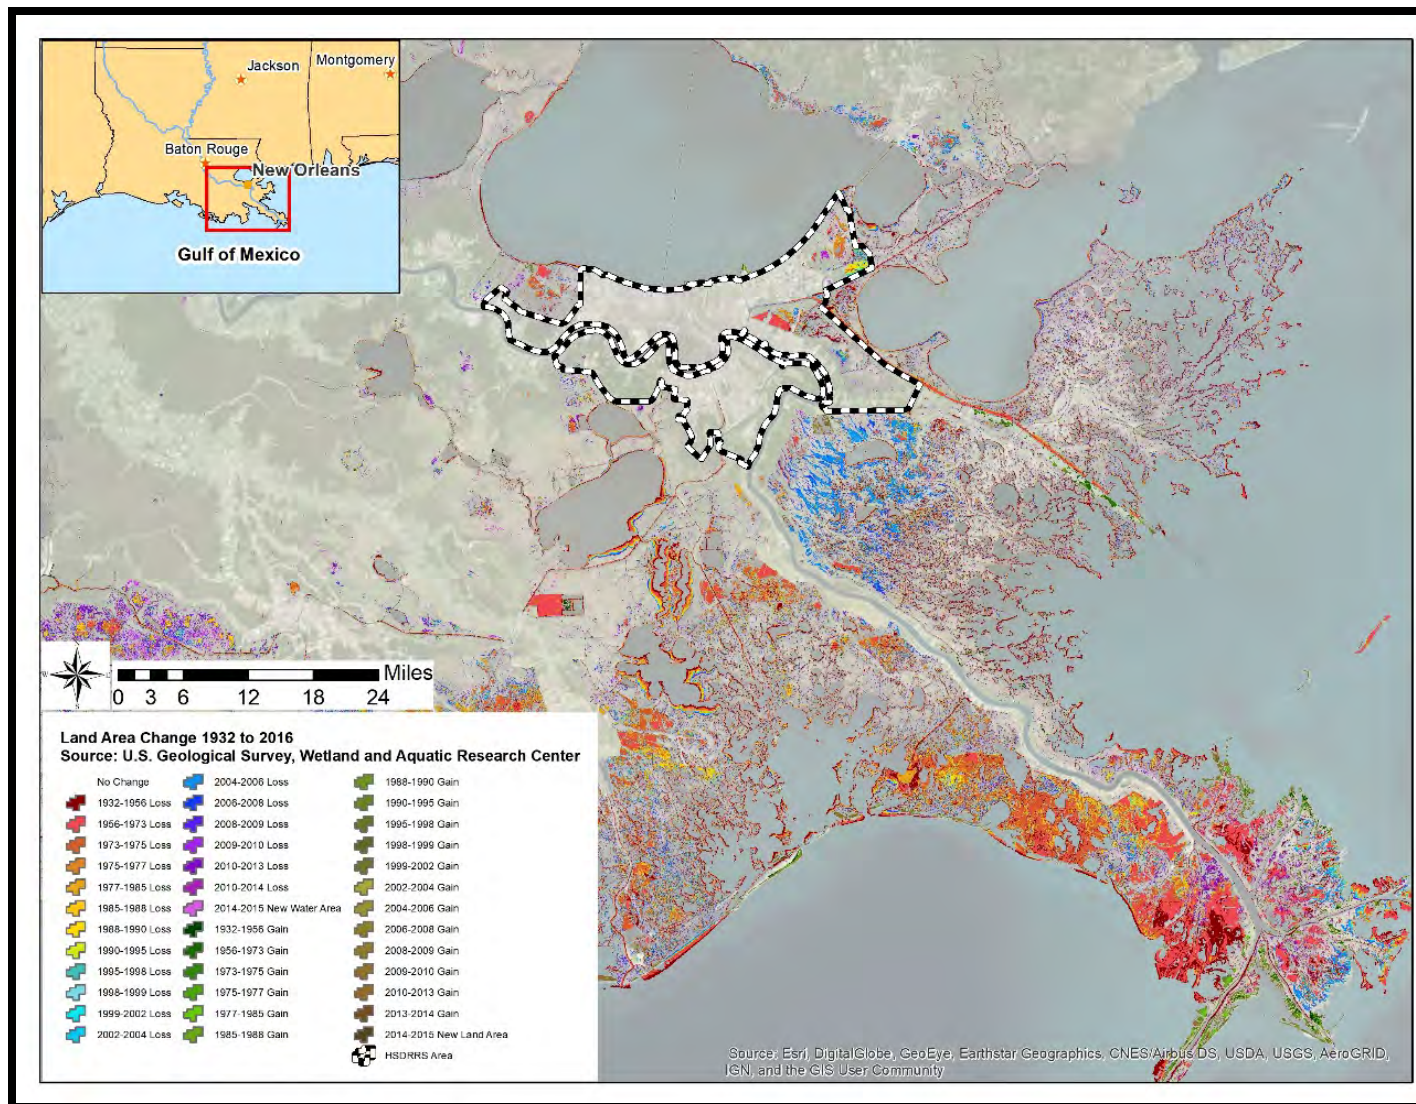 Jackson
Montgomery
Baton Rouge
New Orleans
Gulf of Mexico
Miles
0 3 6 12 18 24
Land Area Change 1932 to 2016
Source: U.S. Geological Survey, Wetland and Aquatic Research Center
No Change
1932-1956 Loss
1956-1973 Loss
1973-1975 Loss
1975-1977 Loss
1977-1985 Loss
1985-1988 Loss
1988-1990 Loss
1990-1995 Loss
1995-1998 Loss
1998-1999 Loss
1999-2002 Loss
2002-2004 Loss
2004-2006 Loss
2006-2008 Loss
2008-2009 Loss
2009-2010 Loss
2010-2013 Loss
2010-2014 Loss
2014-2015 New Water Area
1932-1956 Gain
1956-1973 Gain
1973-1975 Gain
1975-1977 Gain
1977-1985 Gain
1985-1988 Gain
1988-1990 Gain
1990-1995 Gain
1995-1998 Gain
1998-1999 Gain
1999-2002 Gain
2002-2004 Gain
2004-2006 Gain
2006-2008 Gain
2008-2009 Gain
2009-2010 Gain
2010-2013 Gain
2013-2014 Gain
2014-2015 New Land Area
HSDRRS Area
Source: Esri, DigitalGlobe, GeoEye, Earthstar Geographics, CNES/Airbus DS, USDA, USGS, AeroGRID,
IGN, and the GIS User Community